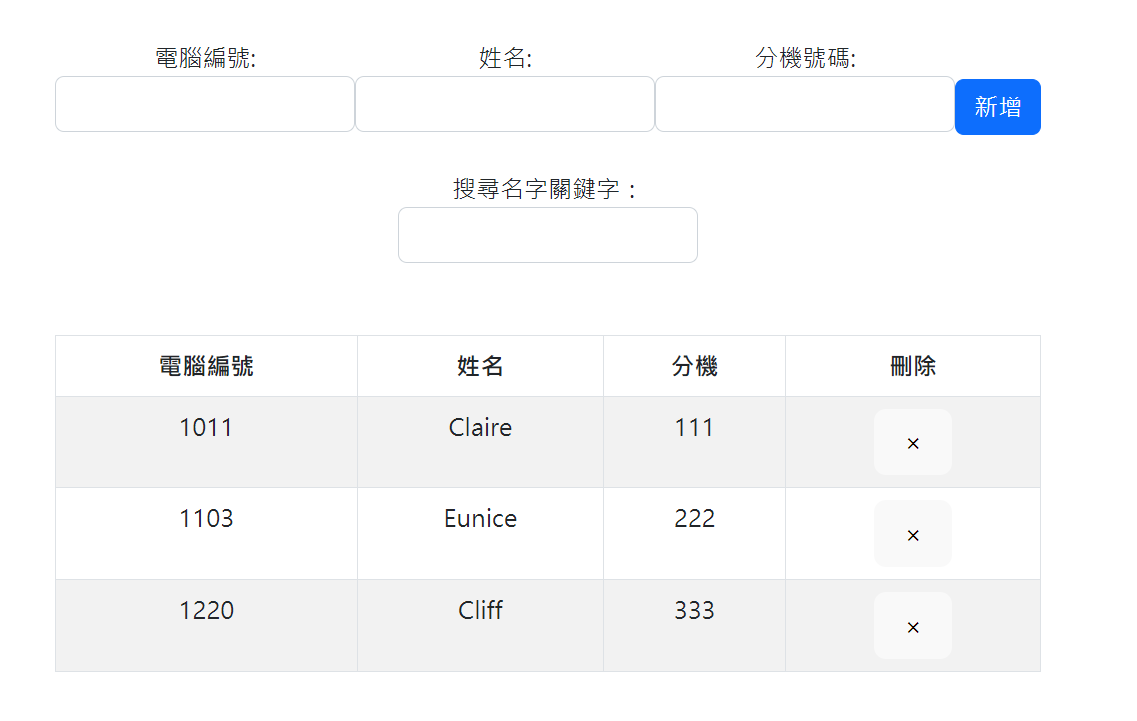 電腦編號: 姓名: 分機號碼:
新增
搜尋名字關鍵字：
電腦編號 姓名 分機 刪除
1011 Claire 111 ×
1103 Eunice 222 ×
1220 Cliff 333 ×